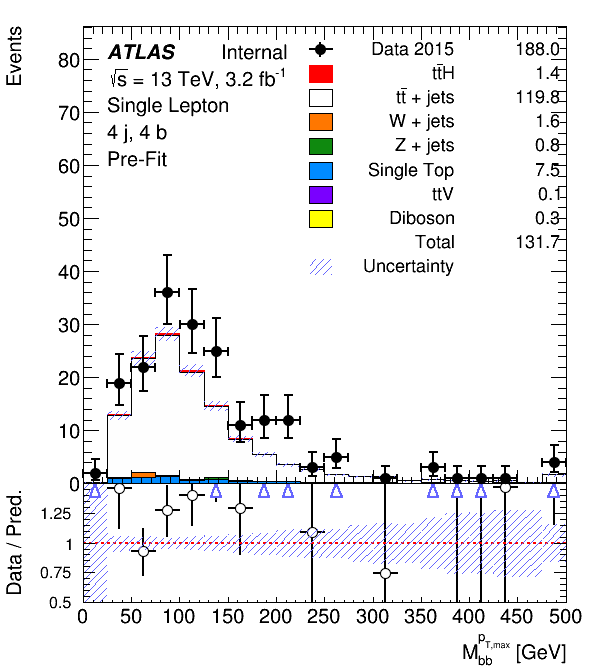 Events
ATLAS Internal
√s = 13 TeV, 3.2 fb⁻¹
Single Lepton
4 j, 4 b
Pre-Fit
Data 2015 188.0
tt̄H 1.4
tt̄ + jets 119.8
W + jets 1.6
Z + jets 0.8
Single Top 7.5
ttV 0.1
Diboson 0.3
Total 131.7
Uncertainty
80
70
60
50
40
30
20
10
0
Data / Pred.
1.25
1
0.75
0.5
0 50 100 150 200 250 300 350 400 450 500
M_bb^{p_{T,max}} [GeV]